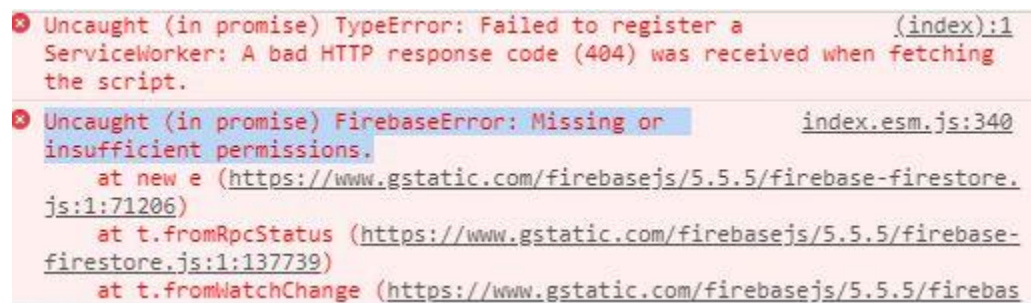 Uncaught (in promise) TypeError: Failed to register a (index):1
ServiceWorker: A bad HTTP response code (404) was received when fetching
the script.
Uncaught (in promise) FirebaseError: Missing or index.esm.js:340
insufficient permissions.
at new e (https://www.gstatic.com/firebasejs/5.5.5/firebase-firestore.
js:1:71206)
at t.fromRpcStatus (https://www.gstatic.com/firebasejs/5.5.5/firebase-
firestore.js:1:137739)
at t.fromWatchChange (https://www.gstatic.com/firebasejs/5.5.5/firebas